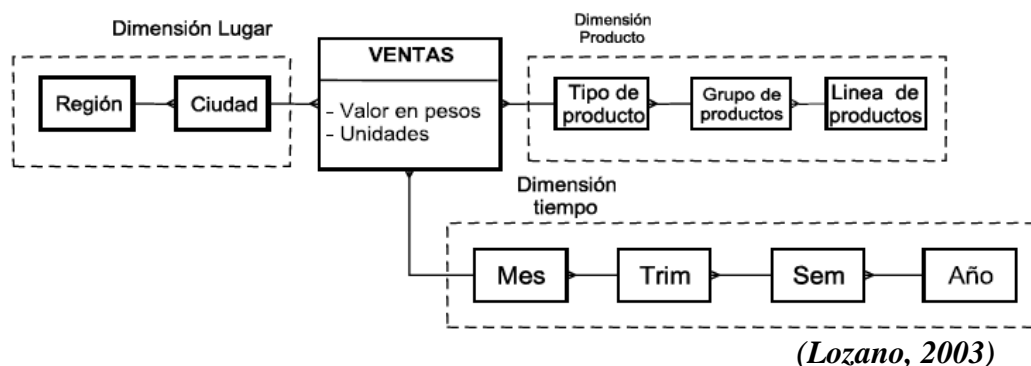 Dimensión Lugar
Región
Ciudad
VENTAS
- Valor en pesos
- Unidades
Dimensión
Producto
Tipo de
producto
Grupo de
productos
Linea de
productos
Dimensión
tiempo
Mes
Trim
Sem
Año
(Lozano, 2003)